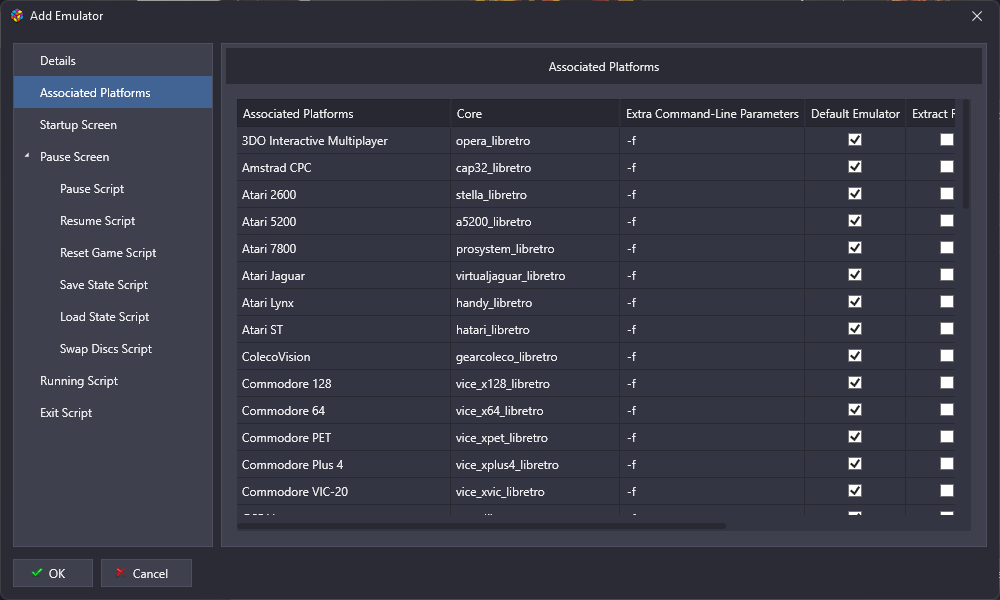 Add Emulator
Details
Associated Platforms
Startup Screen
Pause Screen
Pause Script
Resume Script
Reset Game Script
Save State Script
Load State Script
Swap Discs Script
Running Script
Exit Script
Associated Platforms
Associated Platforms Core Extra Command-Line Parameters Default Emulator Extract
3DO Interactive Multiplayer opera_libretro -f
Amstrad CPC cap32_libretro -f
Atari 2600 stella_libretro -f
Atari 5200 a5200_libretro -f
Atari 7800 prosystem_libretro -f
Atari Jaguar virtualjaguar_libretro -f
Atari Lynx handy_libretro -f
Atari ST hatari_libretro -f
ColecoVision gearcoleco_libretro -f
Commodore 128 vice_x128_libretro -f
Commodore 64 vice_x64_libretro -f
Commodore PET vice_xpet_libretro -f
Commodore Plus 4 vice_xplus4_libretro -f
Commodore VIC-20 vice_xvic_libretro -f
OK
Cancel